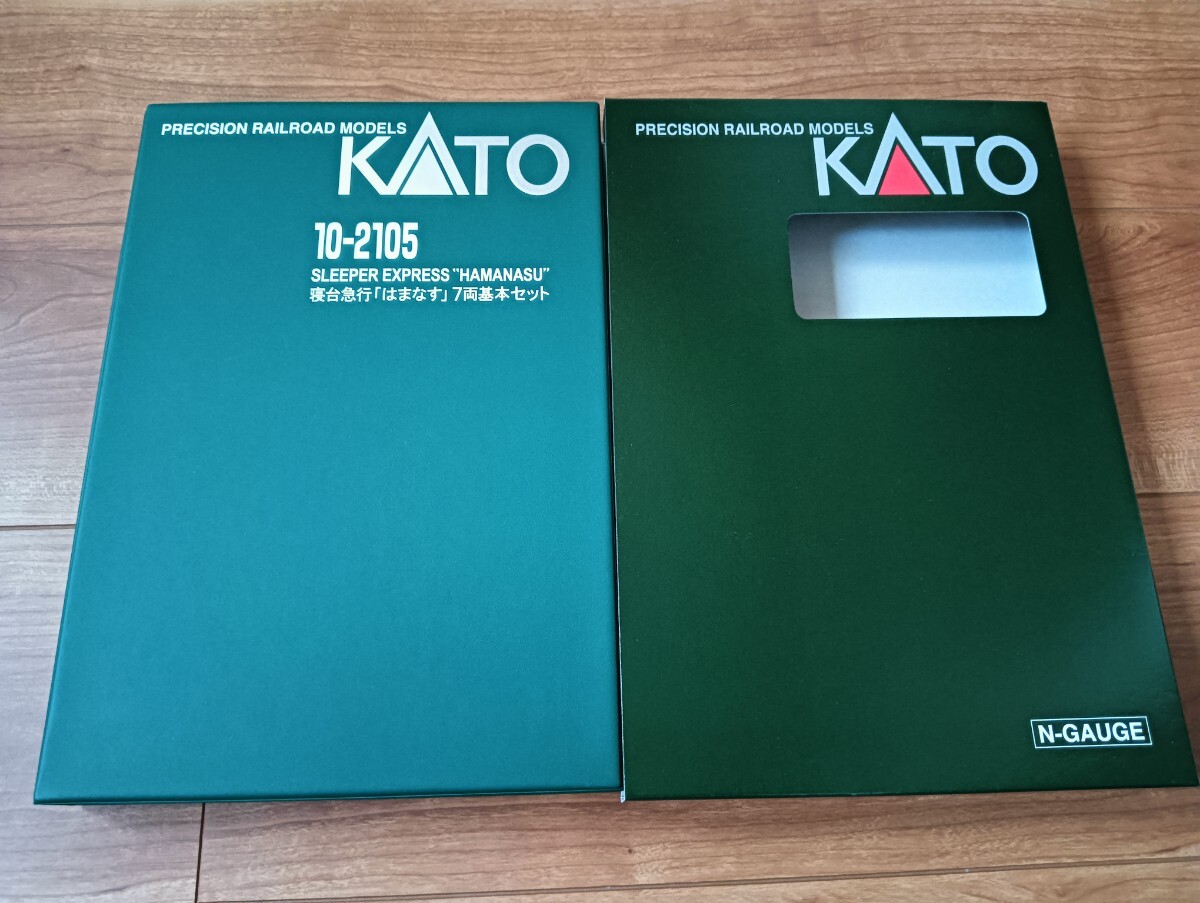 PRECISION RAILROAD MODELS
KATO
10-2105
SLEEPER EXPRESS "HAMANASU"
寝台急行「はまなす」7両基本セット
PRECISION RAILROAD MODELS
KATO
N-GAUGE